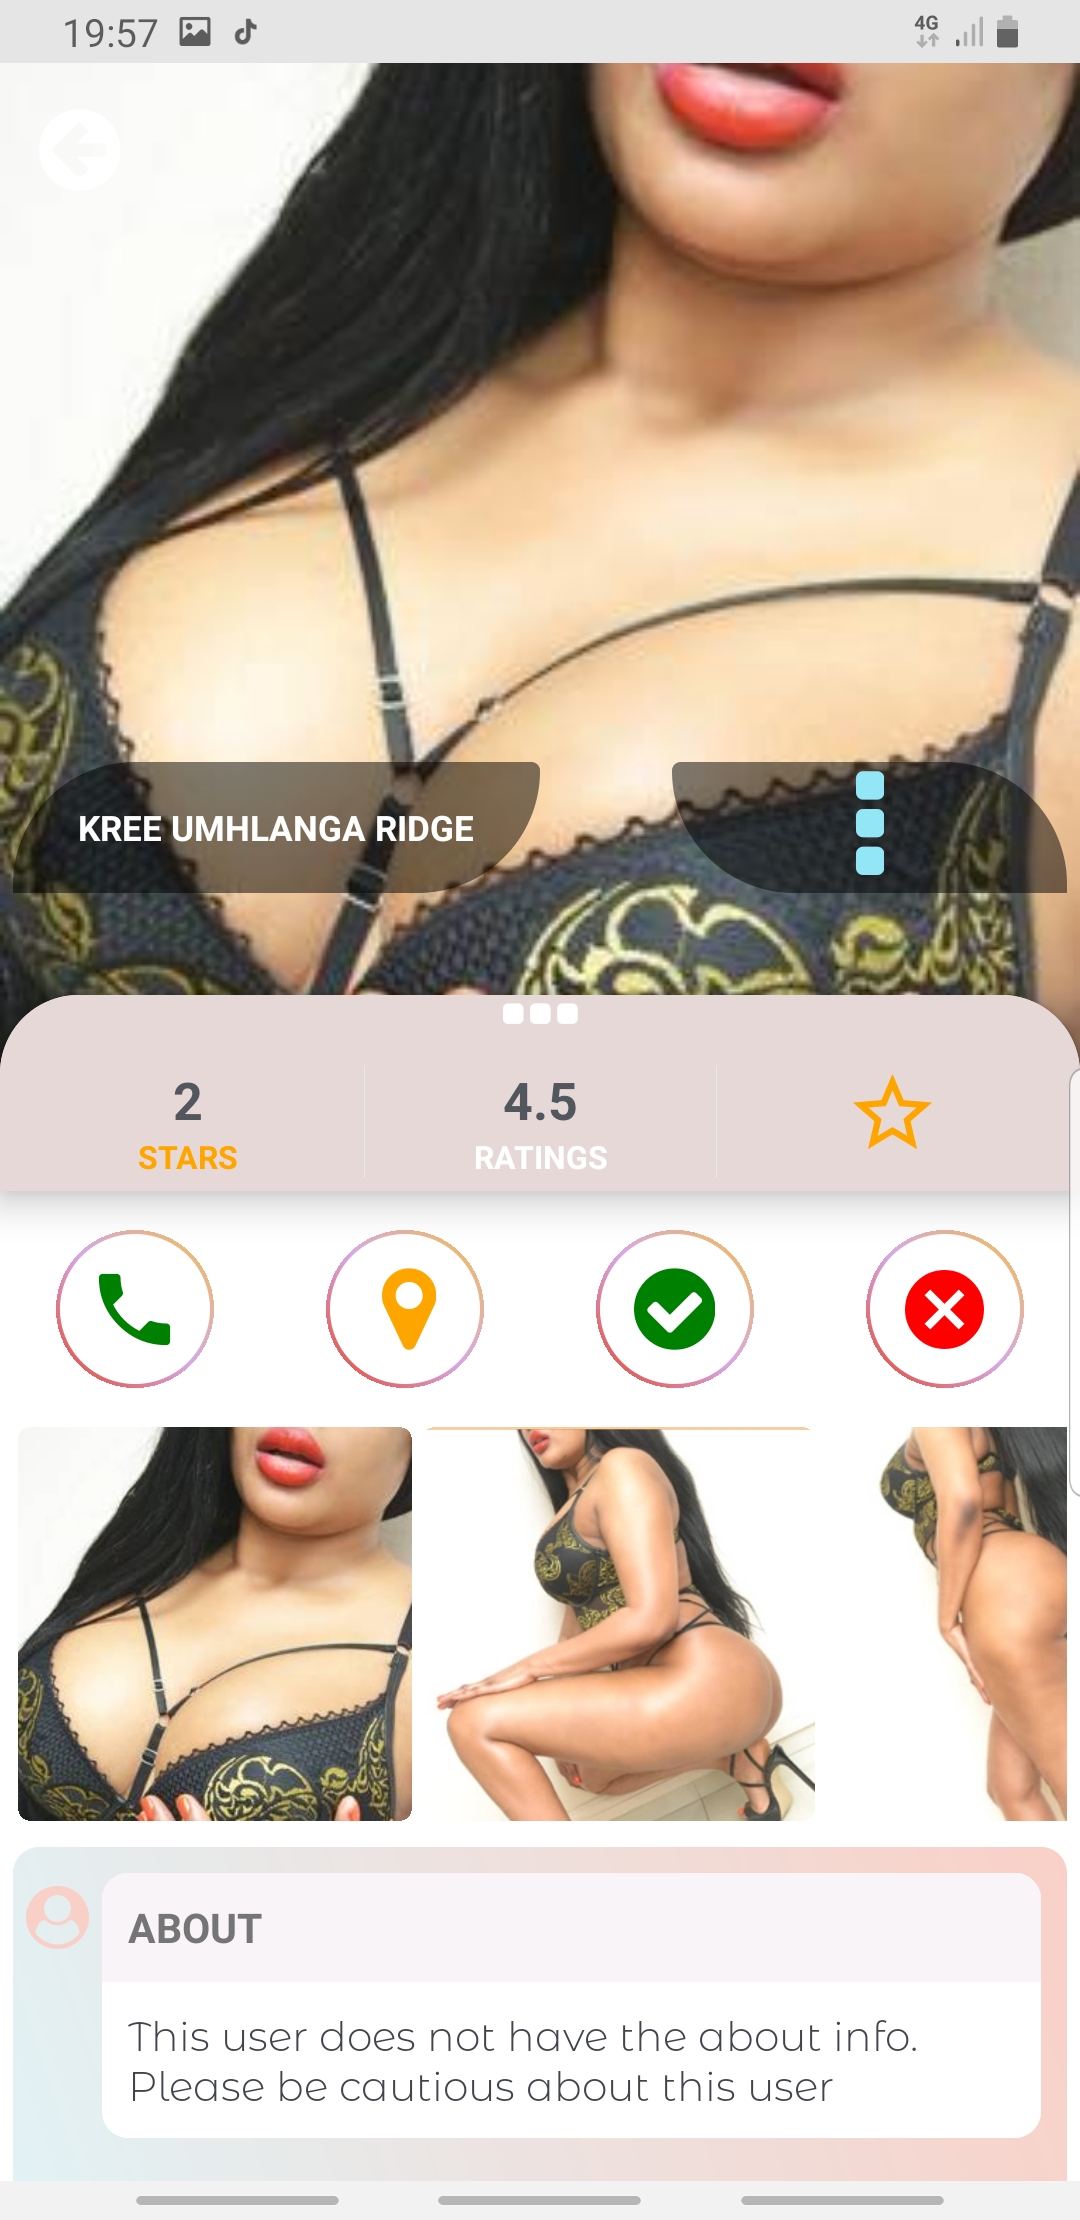 19:57
4G
KREE UMHLANGA RIDGE
2
4.5
STARS
RATINGS
ABOUT
This user does not have the about info.
Please be cautious about this user